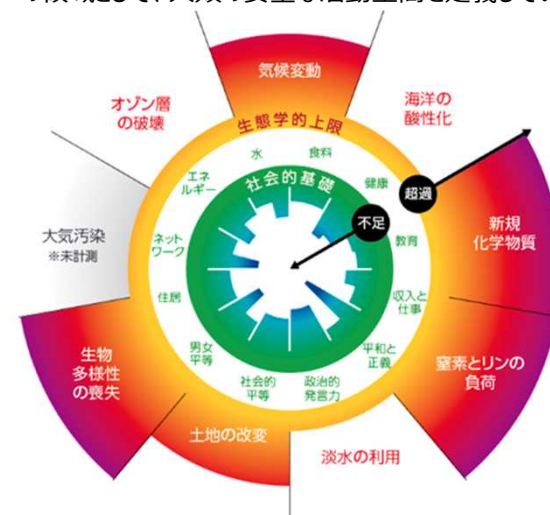 気候変動
オゾン層
の破壊
海洋の
酸性化
生態学的上限
水
食料
エネ
ルギー
社会的基礎
健康
超過
不足
大気汚染
※未計測
ネット
ワーク
教育
新規
化学物質
住居
収入と
仕事
生物
多様性
の喪失
男女
平等
平和と
正義
窒素とリンの
負荷
社会的
平等
政治的
発言力
土地の改変
淡水の利用